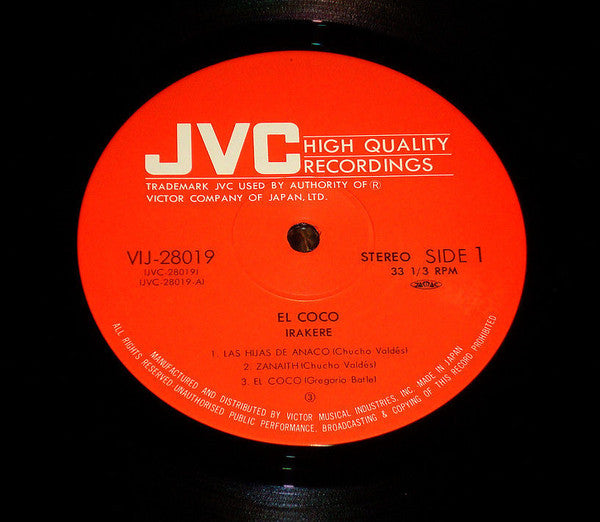 JVC
HIGH QUALITY
RECORDINGS
TRADEMARK JVC USED BY AUTHORITY OF Ⓡ
VICTOR COMPANY OF JAPAN, LTD.
VIJ-28019
(JVC-28019)
(JVC-28019-A)
STEREO SIDE 1
33 1/3 RPM
EL COCO
IRAKERE
1. LAS HIJAS DE ANACO (Chucho Valdés)
2. ZANAITH (Chucho Valdés)
3. EL COCO (Gregorio Batle)
③
MANUFACTURED AND DISTRIBUTED BY VICTOR MUSICAL INDUSTRIES, INC. MADE IN JAPAN
ALL RIGHTS RESERVED UNAUTHORISED PUBLIC PERFORMANCE, BROADCASTING & COPYING OF THIS RECORD PROHIBITED